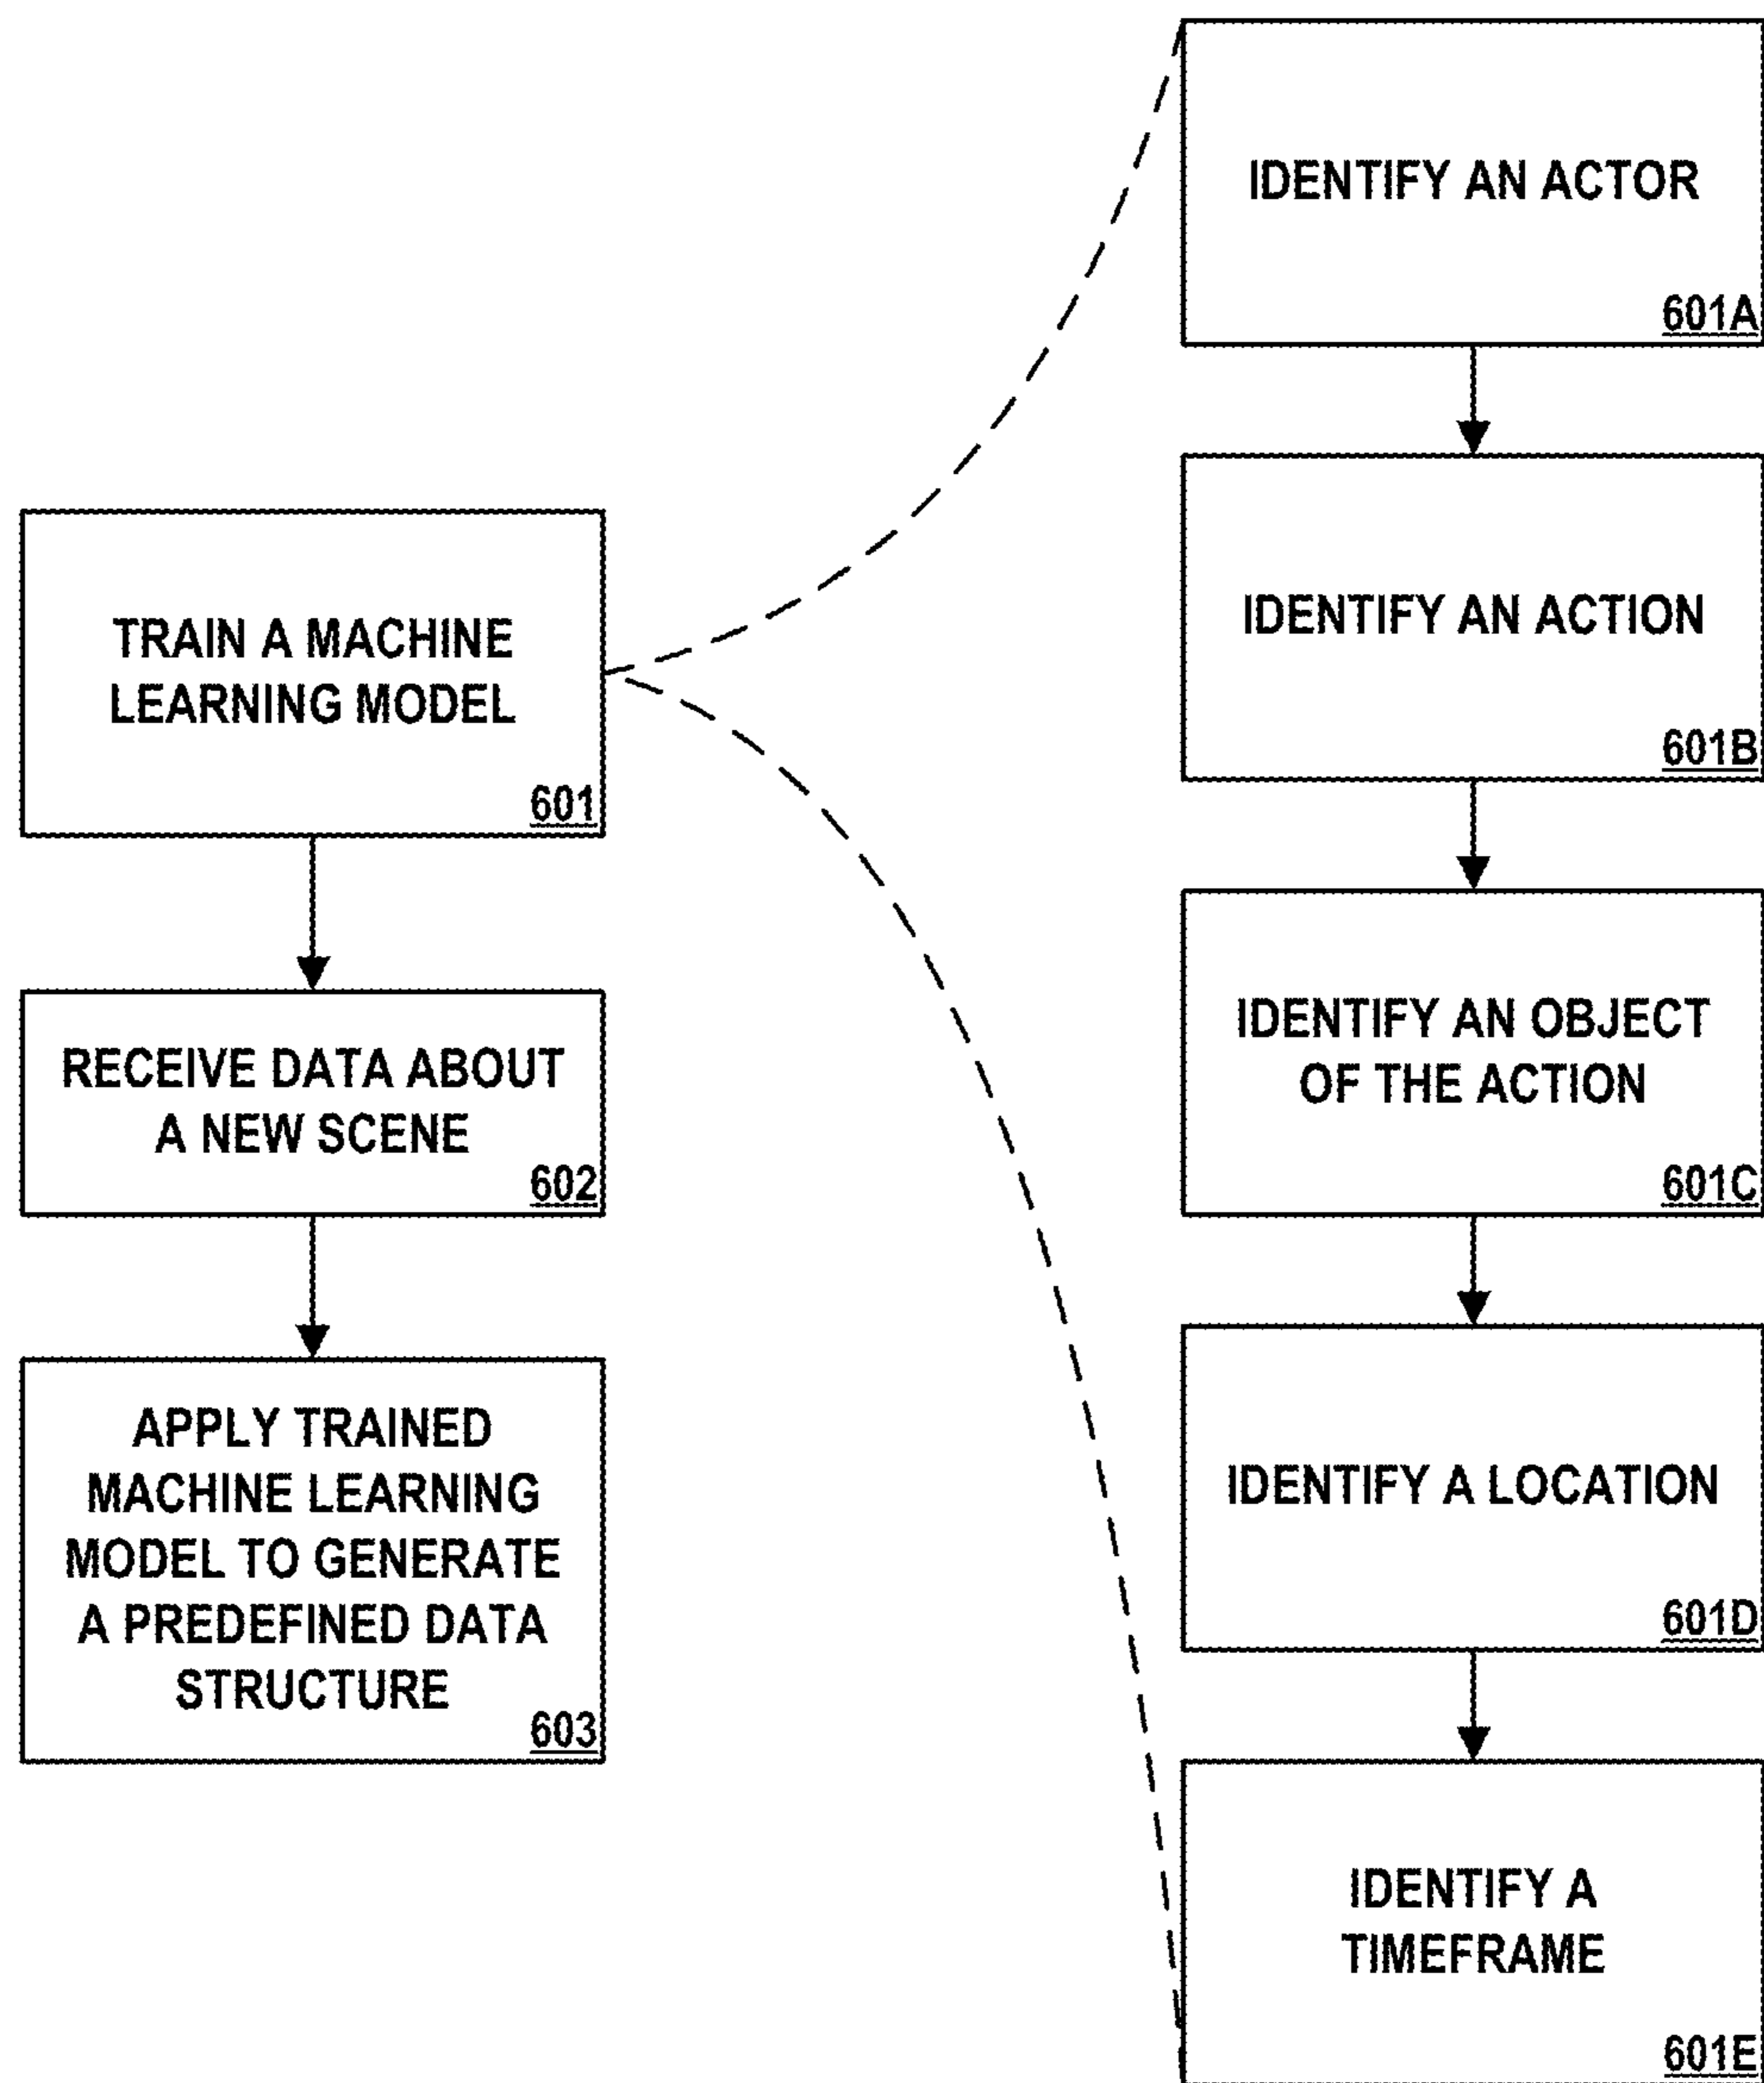 TRAIN A MACHINE
LEARNING MODEL
601
RECEIVE DATA ABOUT
A NEW SCENE
602
APPLY TRAINED
MACHINE LEARNING
MODEL TO GENERATE
A PREDEFINED DATA
STRUCTURE
603
IDENTIFY AN ACTOR
601A
IDENTIFY AN ACTION
601B
IDENTIFY AN OBJECT
OF THE ACTION
601C
IDENTIFY A LOCATION
601D
IDENTIFY A
TIMEFRAME
601E